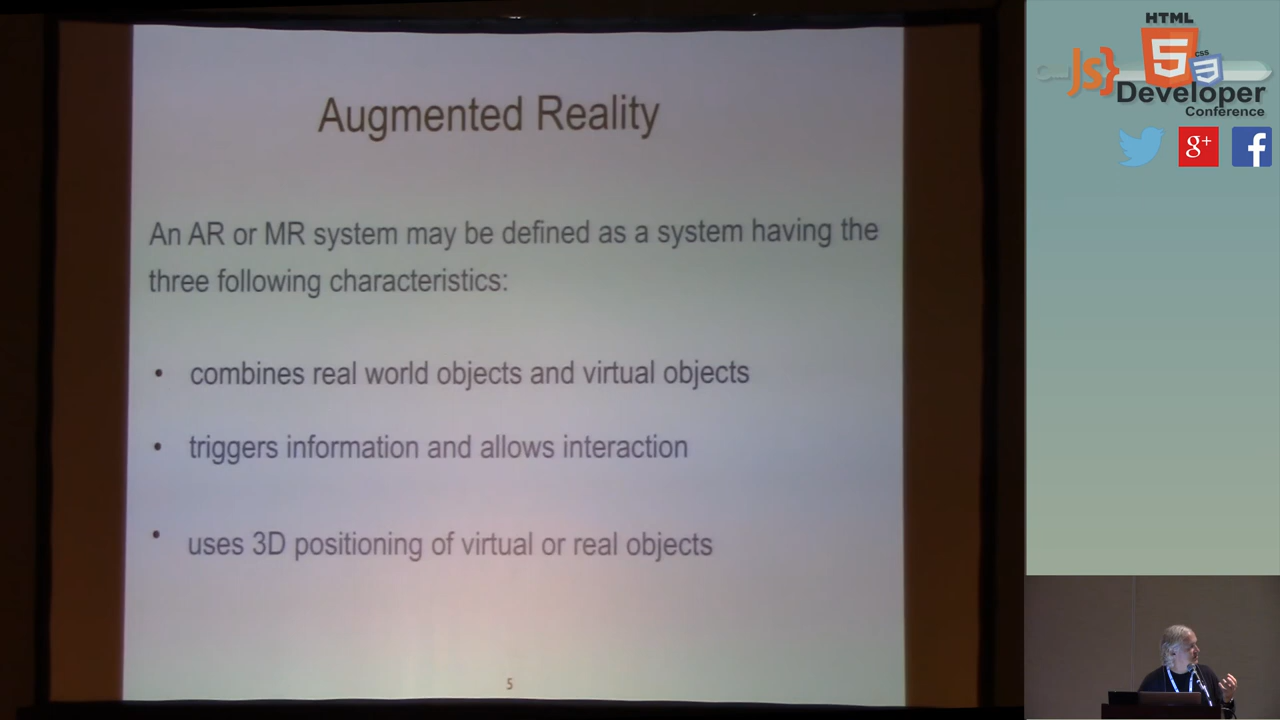 Augmented Reality
An AR or MR system may be defined as a system having the
three following characteristics:
• combines real world objects and virtual objects
• triggers information and allows interaction
• uses 3D positioning of virtual or real objects
5
HTML
JS}
5
CSS
3
Developer
Conference
g+
f